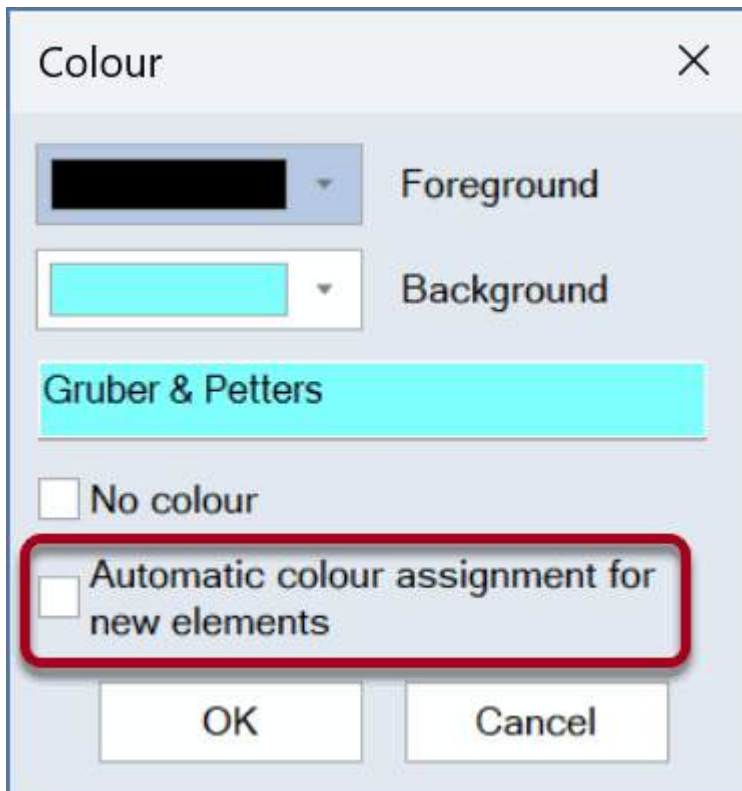 Colour
Foreground
Background
Gruber & Petters
No colour
Automatic colour assignment for
new elements
OK
Cancel